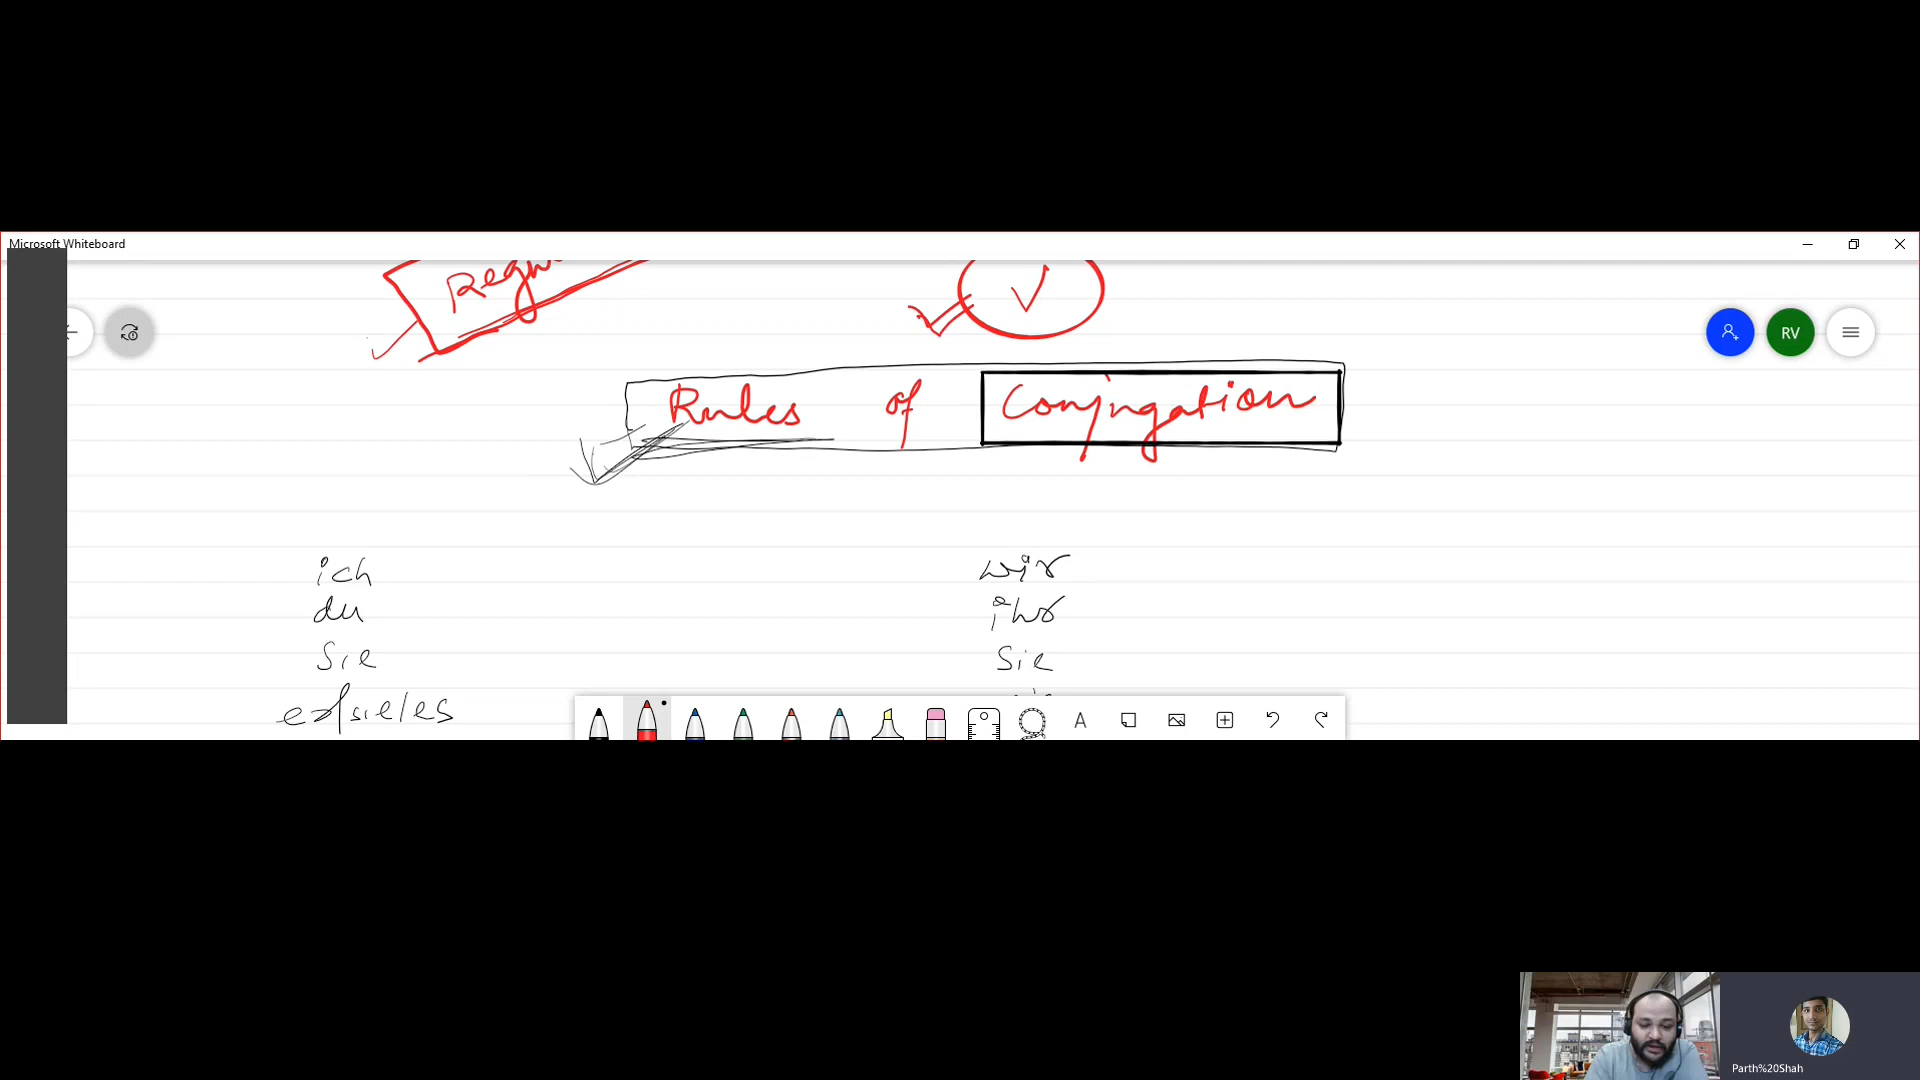 Microsoft Whiteboard
V
RV
Rules of Conjugation
ich wir
du ihr
Sie Sie
er/sie/es
A
Parth%20Shah